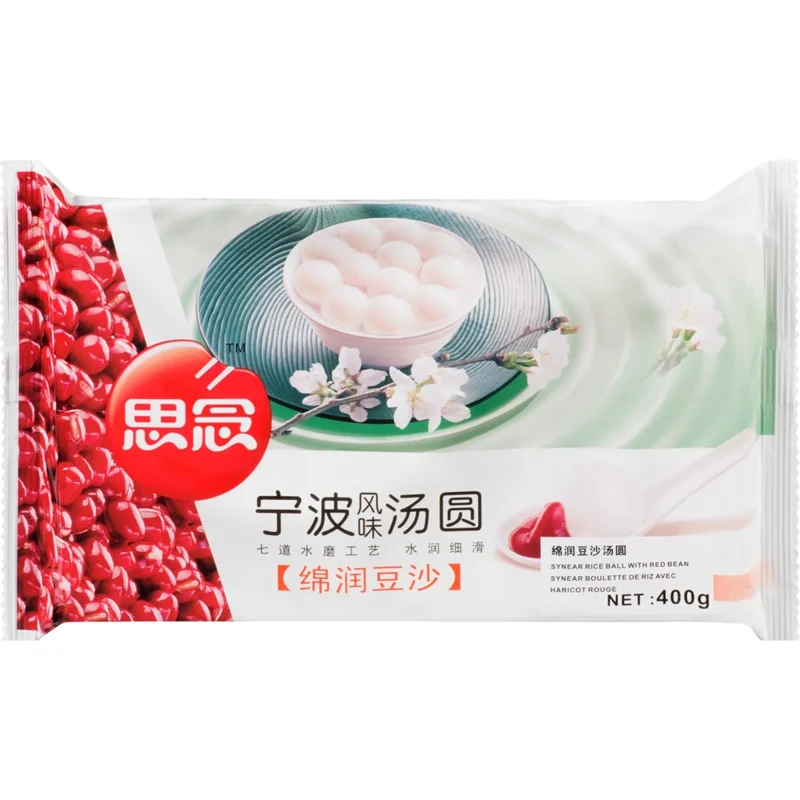 TM
思念
宁波风味汤圆
七道水磨工艺 水润细滑
【绵润豆沙】
绵润豆沙汤圆
SYNEAR RICE BALL WITH RED BEAN
SYNEAR BOULETTE DE RIZ AVEC
HARICOT ROUGE
NET :400g